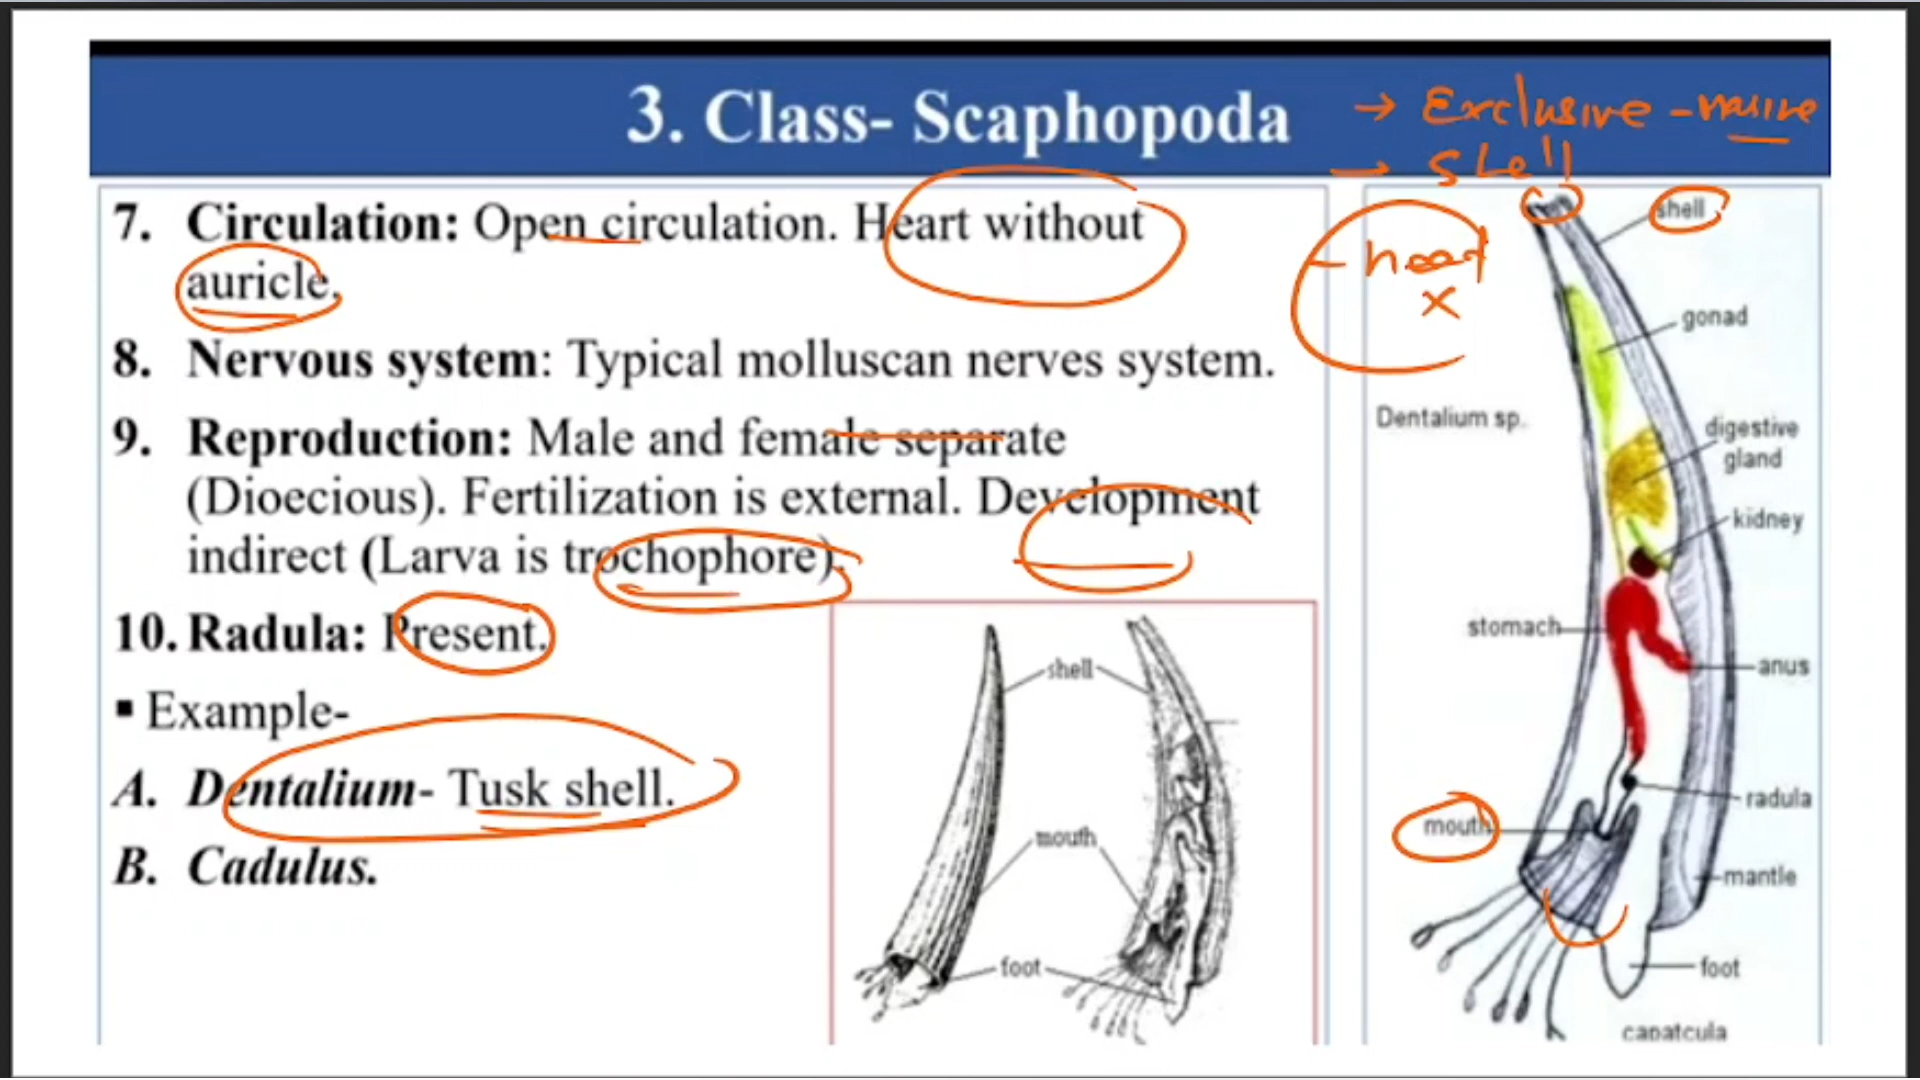 3. Class- Scaphopoda
→ Exclusive - marine
→ Shell
- head
x
7. Circulation: Open circulation. Heart without
auricle.
8. Nervous system: Typical molluscan nerves system.
9. Reproduction: Male and female separate
(Dioecious). Fertilization is external. Development
indirect (Larva is trochophore).
10. Radula: Present.
▪ Example-
A. Dentalium- Tusk shell.
B. Cadulus.
shell
mouth
foot
shell
gonad
Dentalium sp.
digestive
gland
kidney
stomach
anus
radula
mouth
mantle
foot
capatcula